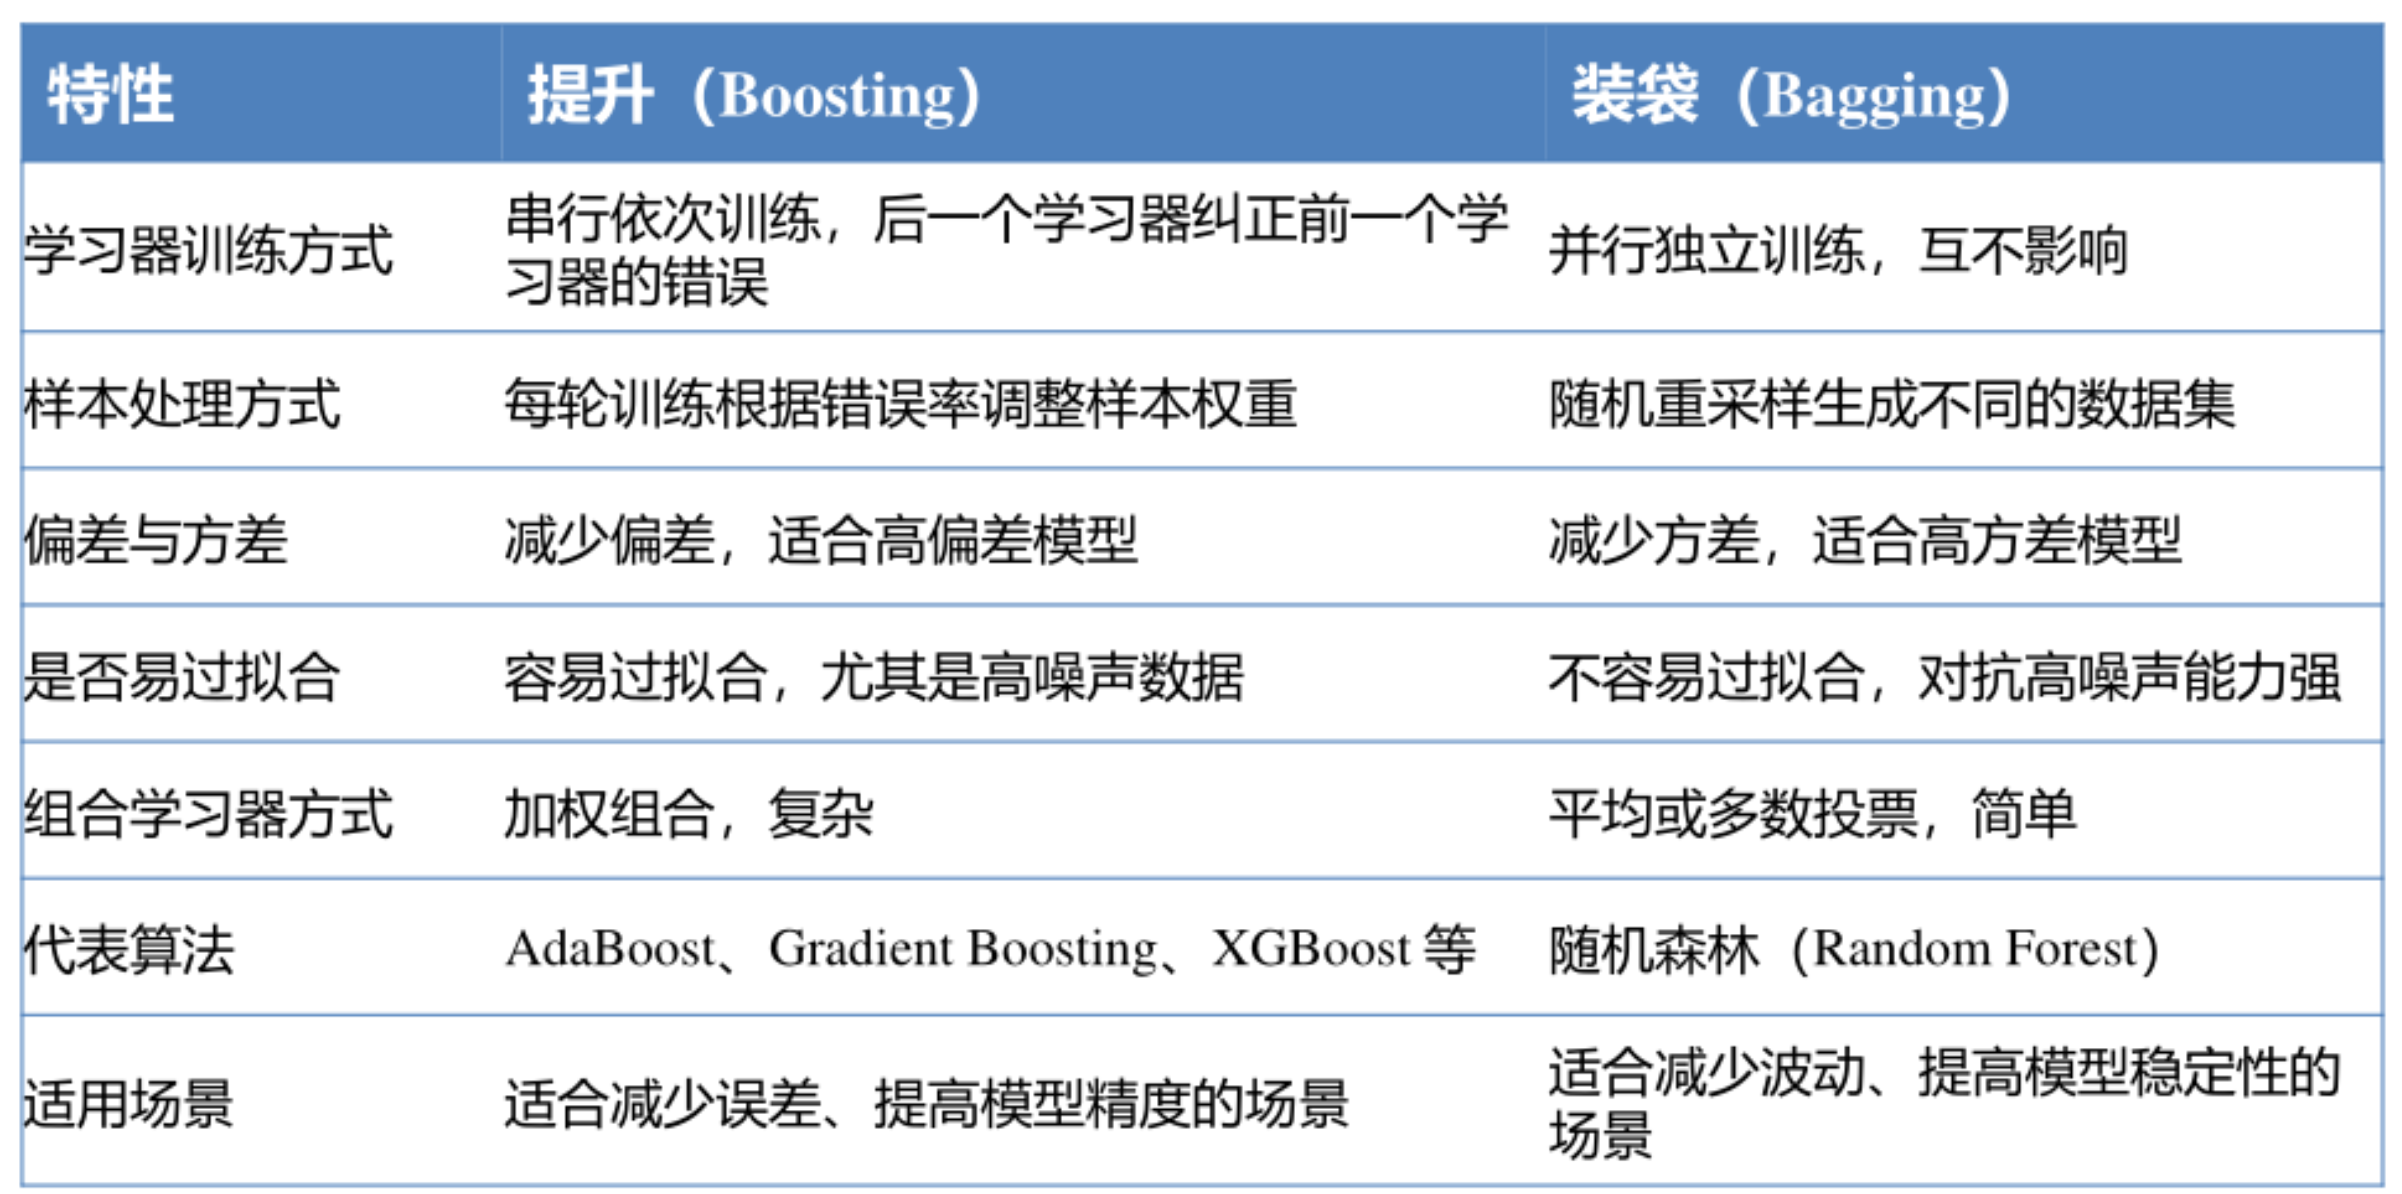 特性
提升（Boosting）
装袋（Bagging）
学习器训练方式
串行依次训练，后一个学习器纠正前一个学
习器的错误
并行独立训练，互不影响
样本处理方式
每轮训练根据错误率调整样本权重
随机重采样生成不同的数据集
偏差与方差
减少偏差，适合高偏差模型
减少方差，适合高方差模型
是否易过拟合
容易过拟合，尤其是高噪声数据
不容易过拟合，对抗高噪声能力强
组合学习器方式
加权组合，复杂
平均或多数投票，简单
代表算法
AdaBoost、Gradient Boosting、XGBoost 等
随机森林（Random Forest）
适用场景
适合减少误差、提高模型精度的场景
适合减少波动、提高模型稳定性的
场景